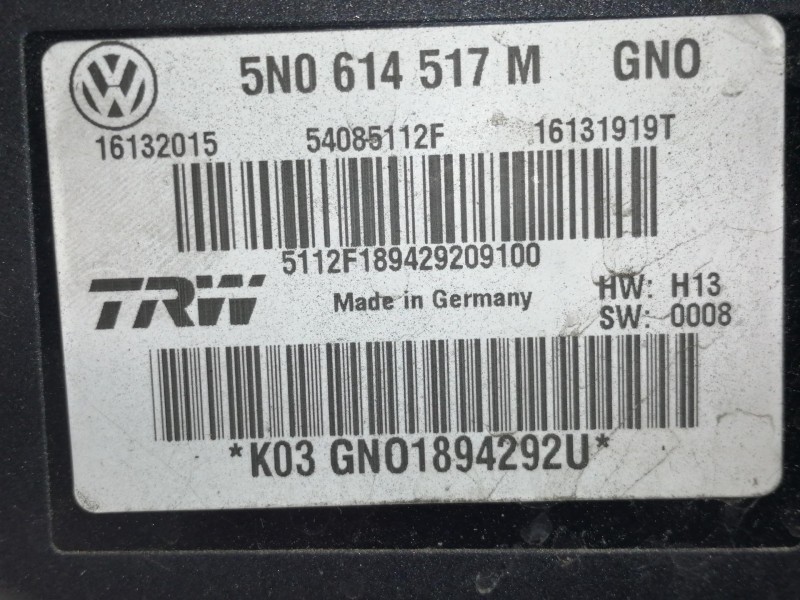 5N0 614 517 M GNO
16132015 54085112F 16131919T
5112F189429209100
TRW Made in Germany HW: H13
SW: 0008
*K03 GNO1894292U*